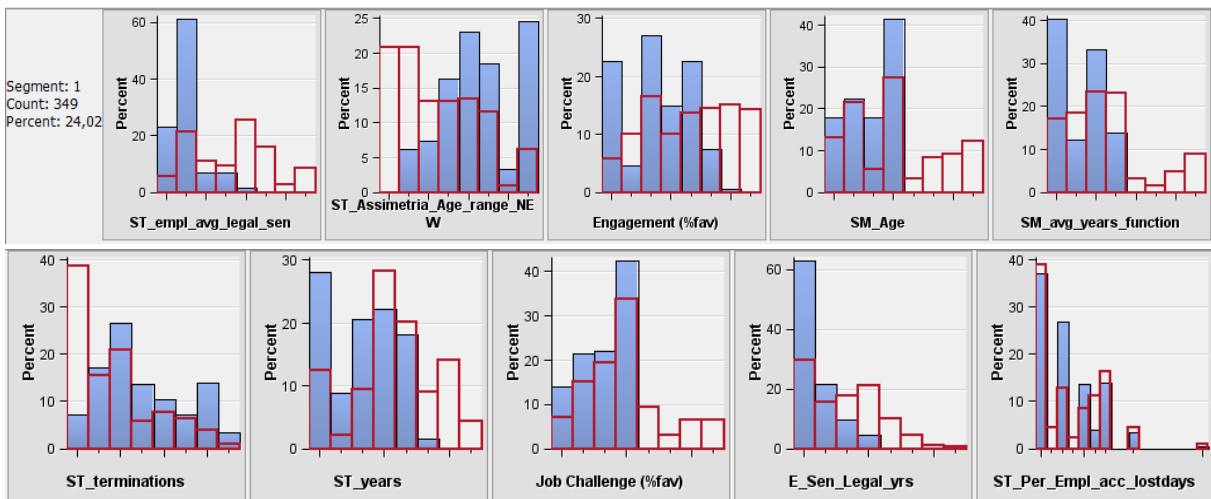 Segment: 1
Count: 349
Percent: 24,02
Percent
60
40
20
0
ST_empl_avg_legal_sen
Percent
25
20
15
10
5
0
ST_Assimetria_Age_range_NE
W
Percent
30
20
10
0
Engagement (%fav)
Percent
40
30
20
10
0
SM_Age
Percent
40
30
20
10
0
SM_avg_years_function
Percent
40
30
20
10
0
ST_terminations
Percent
30
20
10
0
ST_years
Percent
40
30
20
10
0
Job Challenge (%fav)
Percent
60
40
20
0
E_Sen_Legal_yrs
Percent
40
30
20
10
0
ST_Per_Empl_acc_lostdays